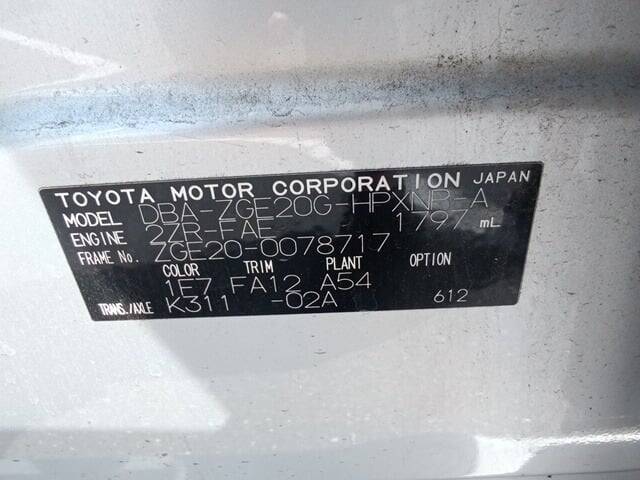 TOYOTA MOTOR CORPORATION JAPAN
MODEL DBA-ZGE20G-HPXNP-A
ENGINE 2ZR-FAE 1797 mL
FRAME No. ZGE20-0078717
COLOR TRIM PLANT OPTION
1F7 FA12 A54
TRANS./AXLE K311 -02A 612